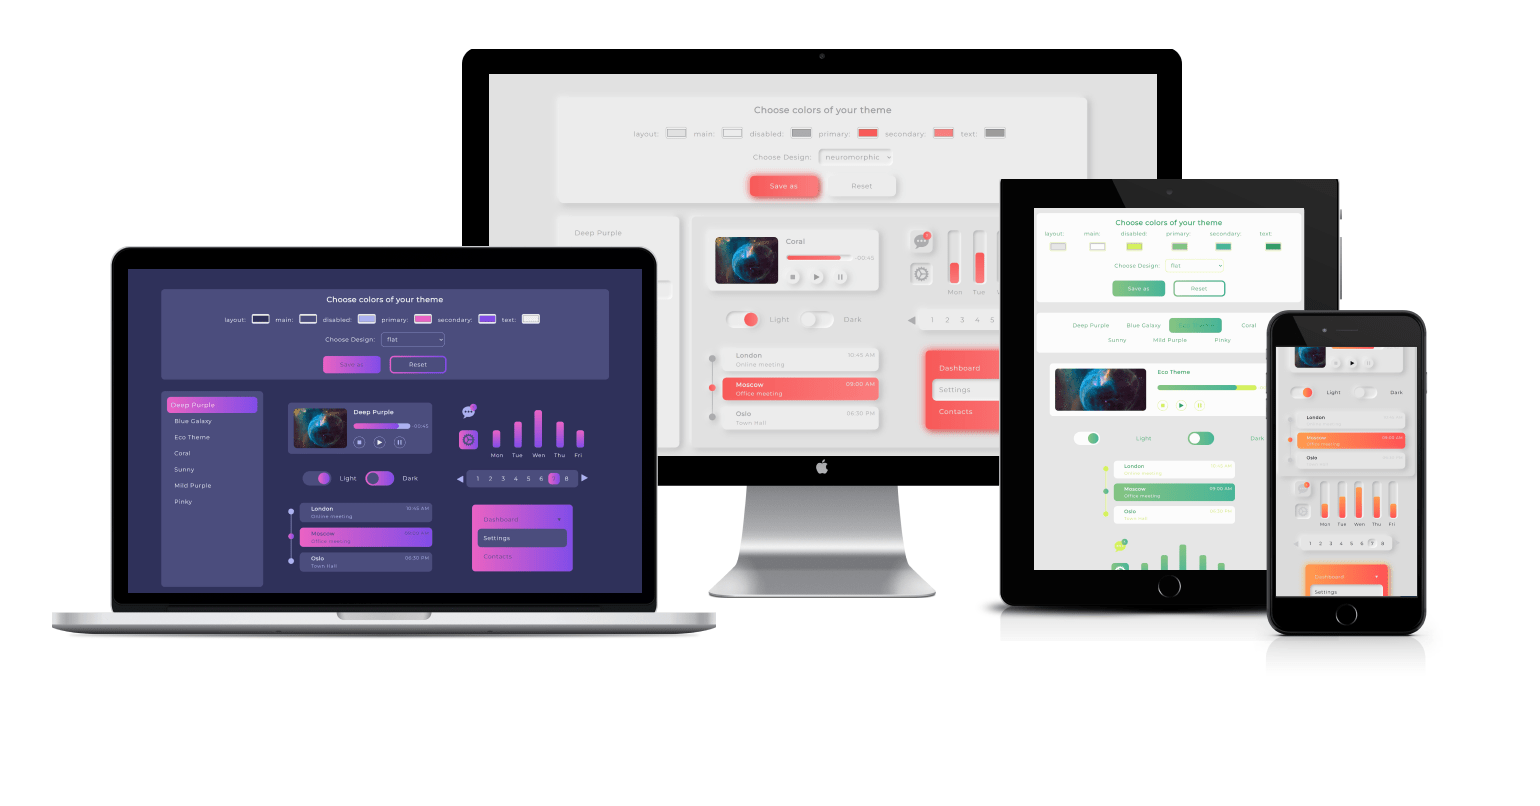 Choose colors of your theme
layout: main: disabled: primary: secondary: text:
Choose Design: neuromorphic
Save as Reset
Deep Purple
Coral
-00:45
Mon Tue
Light Dark
1 2 3 4 5
London 10:45 AM
Online meeting
Moscow 09:00 AM
Office meeting
Oslo 06:30 PM
Town Hall
Dashboard
Settings
Contacts
Choose colors of your theme
layout: main: disabled: primary: secondary: text:
Choose Design: flat
Save as Reset
Deep Purple
Blue Galaxy
Eco Theme
Coral
Sunny
Mild Purple
Pinky
Deep Purple
-00:45
Mon Tue Wen Thu Fri
Light Dark
1 2 3 4 5 6 7 8
London 10:45 AM
Online meeting
Moscow 09:00 AM
Office meeting
Oslo 06:30 PM
Town Hall
Dashboard
Settings
Contacts
Choose colors of your theme
layout: main: disabled: primary: secondary: text:
Choose Design: flat
Save as Reset
Deep Purple Blue Galaxy Coral
Sunny Mild Purple Pinky
Eco Theme
Light Dark
London 10:45 AM
Online meeting
Moscow 09:00 AM
Office meeting
Oslo 06:30 PM
Town Hall
Light Dark
London
Moscow 09:00 AM
Office meeting
Oslo
Mon Tue Wen Thu Fri
1 2 3 4 5 6 7 8
Dashboard
Settings